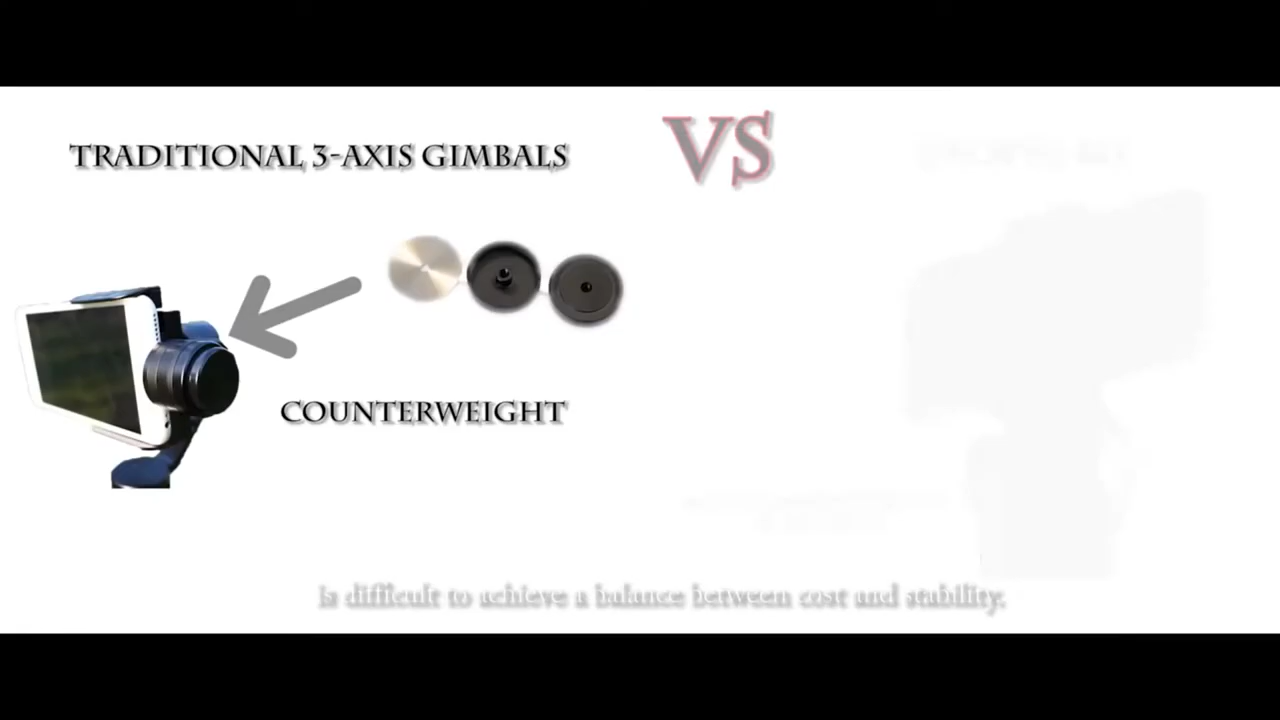 TRADITIONAL 3-AXIS GIMBALS
VS
COUNTERWEIGHT
is difficult to achieve a balance between cost and stability.